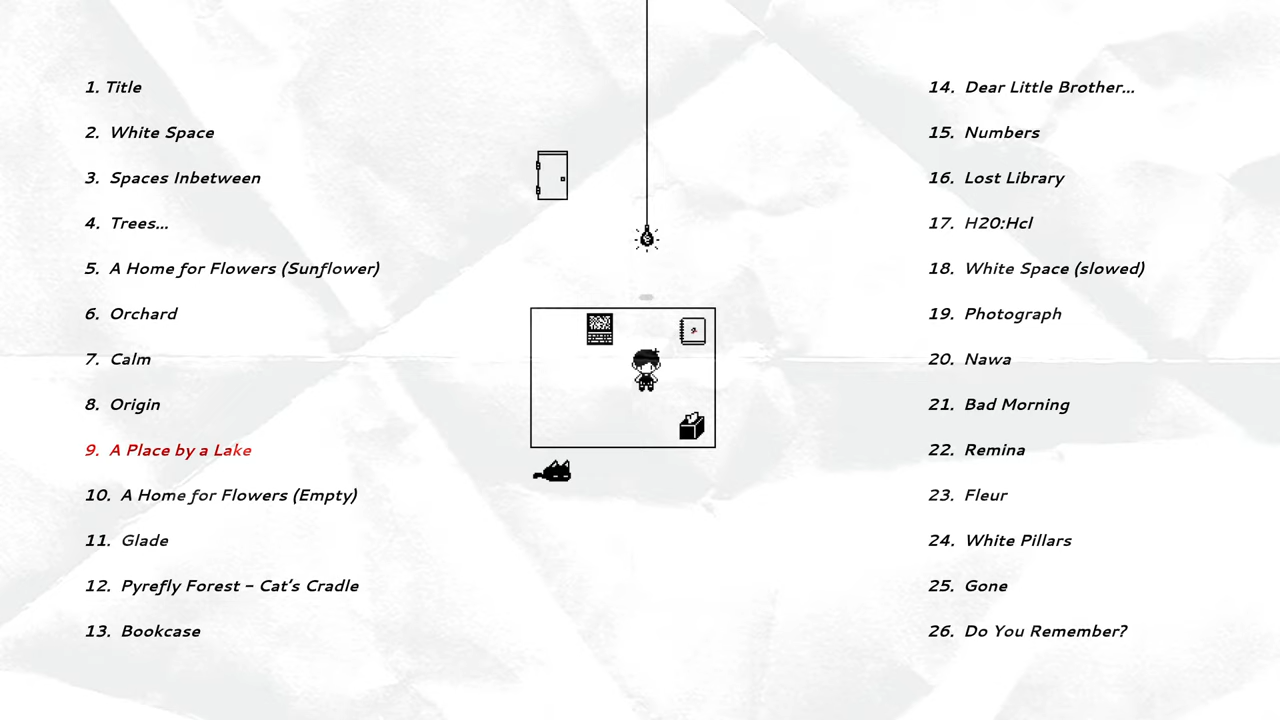 1. Title
2. White Space
3. Spaces Inbetween
4. Trees...
5. A Home for Flowers (Sunflower)
6. Orchard
7. Calm
8. Origin
9. A Place by a Lake
10. A Home for Flowers (Empty)
11. Glade
12. Pyrefly Forest - Cat's Cradle
13. Bookcase
14. Dear Little Brother...
15. Numbers
16. Lost Library
17. H20:Hcl
18. White Space (slowed)
19. Photograph
20. Nawa
21. Bad Morning
22. Remina
23. Fleur
24. White Pillars
25. Gone
26. Do You Remember?